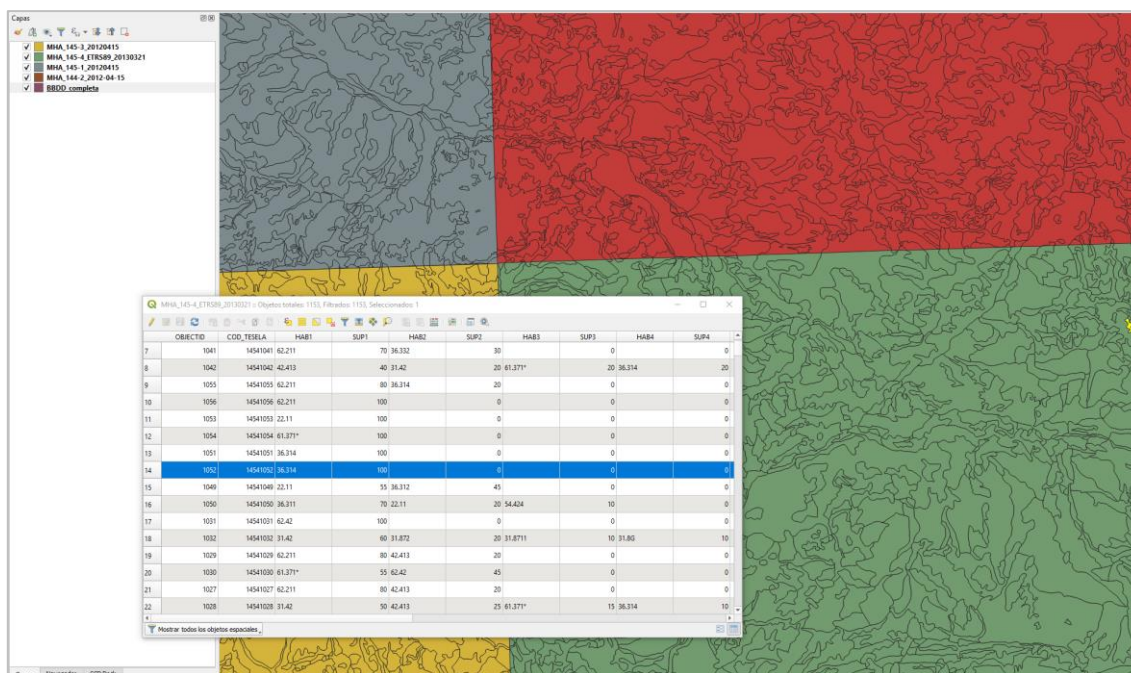 Capas
MHA_145-3_20120415
MHA_145-4_ETRS89_20130321
MHA_145-1_20120415
MHA_144-2_2012-04-15
BBDD_completa
MHA_145-4_ETRS89_20130321 :: Objetos totales: 1153, Filtrados: 1153, Seleccionados: 1
OBJECTID COD_TESELA HAB1 SUP1 HAB2 SUP2 HAB3 SUP3 HAB4 SUP4
7 1041 14541041 62.211 70 36.332 30 0 0
8 1042 14541042 42.413 40 31.42 20 61.371* 20 36.314 20
9 1055 14541055 62.211 80 36.314 20 0 0
10 1056 14541056 62.211 100 0 0 0
11 1053 14541053 22.11 100 0 0 0
12 1054 14541054 61.371* 100 0 0 0
13 1051 14541051 36.314 100 0 0 0
14 1052 14541052 36.314 100 0 0 0
15 1049 14541049 22.11 55 36.312 45 0 0
16 1050 14541050 36.311 70 22.11 20 54.424 10 0
17 1031 14541031 62.42 100 0 0 0
18 1032 14541032 31.42 60 31.872 20 31.8711 10 31.8G 10
19 1029 14541029 62.211 80 42.413 20 0 0
20 1030 14541030 61.371* 55 62.42 45 0 0
21 1027 14541027 62.211 80 42.413 20 0 0
22 1028 14541028 31.42 50 42.413 25 61.371* 15 36.314 10
Mostrar todos los objetos espaciales